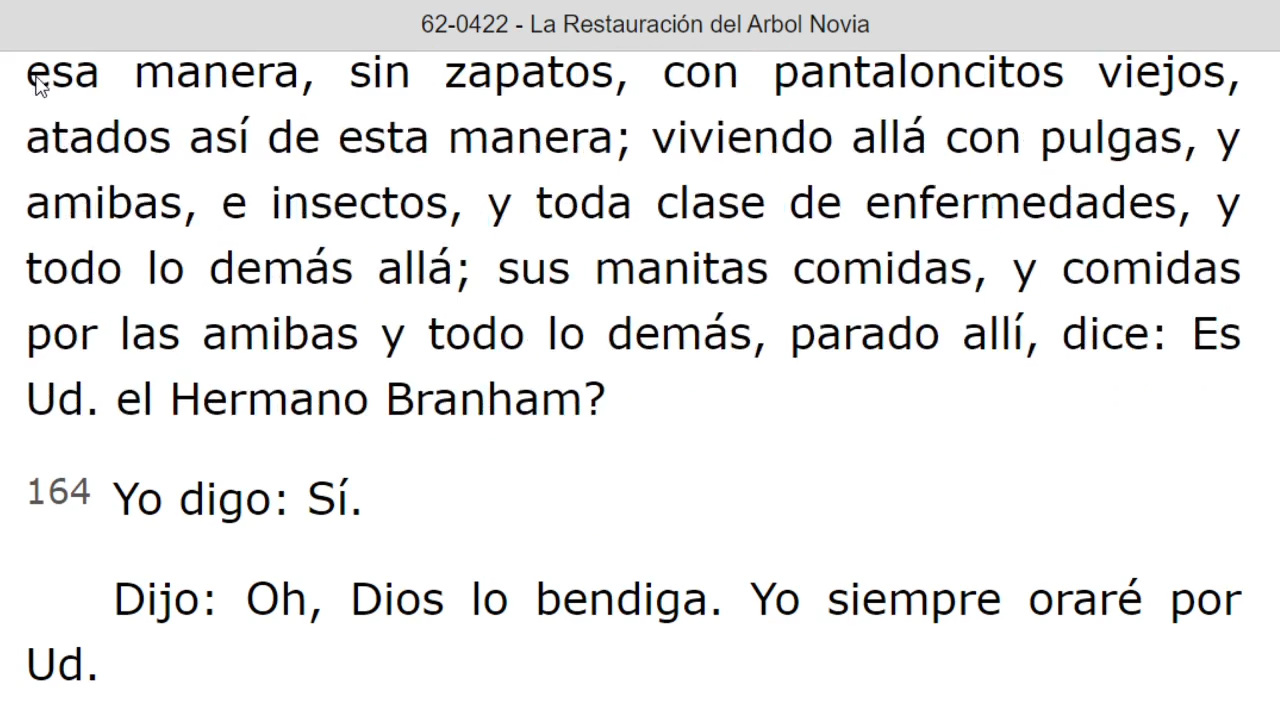 62-0422 - La Restauración del Arbol Novia
esa manera, sin zapatos, con pantaloncitos viejos,
atados así de esta manera; viviendo allá con pulgas, y
amibas, e insectos, y toda clase de enfermedades, y
todo lo demás allá; sus manitas comidas, y comidas
por las amibas y todo lo demás, parado allí, dice: Es
Ud. el Hermano Branham?
164 Yo digo: Sí.
Dijo: Oh, Dios lo bendiga. Yo siempre oraré por
Ud.